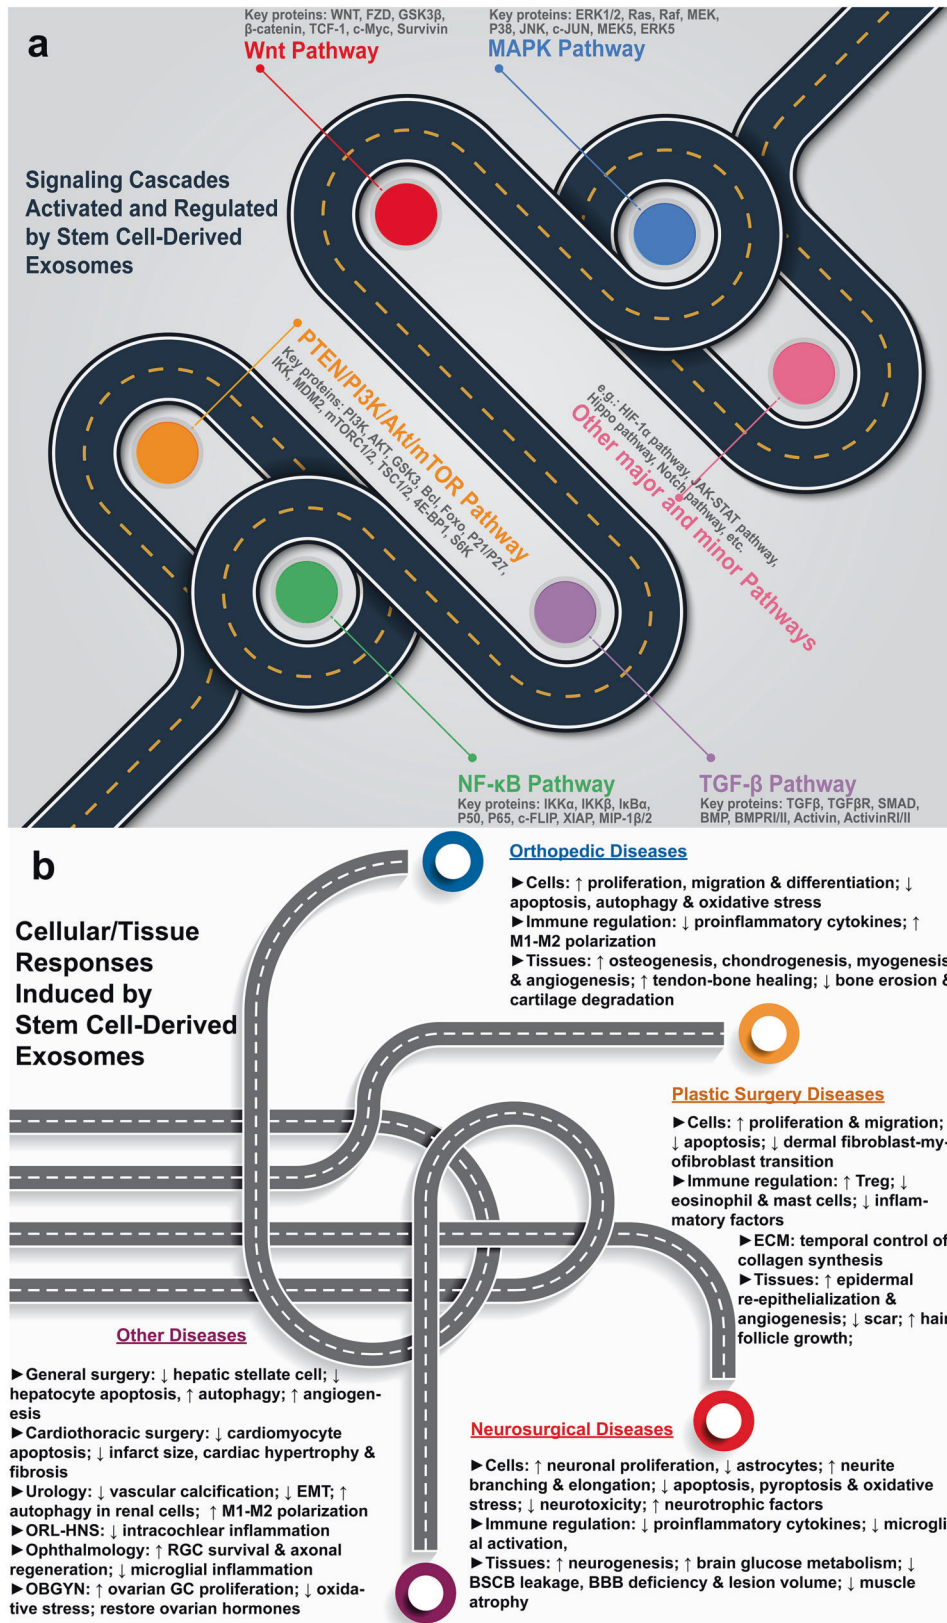 a
Key proteins: WNT, FZD, GSK3β,
β-catenin, TCF-1, c-Myc, Survivin
Wnt Pathway
Key proteins: ERK1/2, Ras, Raf, MEK,
P38, JNK, c-JUN, MEK5, ERK5
MAPK Pathway
Signaling Cascades
Activated and Regulated
by Stem Cell-Derived
Exosomes
PTEN/PI3K/Akt/mTOR Pathway
Key proteins: PI3K, AKT, GSK3, Bcl, Foxo, P21/P27,
IKK, MDM2, mTORC1/2, TSC1/2, 4E-BP1, S6K
e.g.: HIF-1α pathway, JAK-STAT pathway,
Hippo pathway, Notch pathway, etc.
Other major and minor Pathways
NF-κB Pathway
Key proteins: IKKα, IKKβ, IκBα,
P50, P65, c-FLIP, XIAP, MIP-1β/2
TGF-β Pathway
Key proteins: TGFβ, TGFβR, SMAD,
BMP, BMPRI/II, Activin, ActivinRI/II
b
Cellular/Tissue
Responses
Induced by
Stem Cell-Derived
Exosomes
Orthopedic Diseases
►Cells: ↑ proliferation, migration & differentiation; ↓
apoptosis, autophagy & oxidative stress
►Immune regulation: ↓ proinflammatory cytokines; ↑
M1-M2 polarization
►Tissues: ↑ osteogenesis, chondrogenesis, myogenesis
& angiogenesis; ↑ tendon-bone healing; ↓ bone erosion &
cartilage degradation
Plastic Surgery Diseases
►Cells: ↑ proliferation & migration;
↓ apoptosis; ↓ dermal fibroblast-my-
ofibroblast transition
►Immune regulation: ↑ Treg; ↓
eosinophil & mast cells; ↓ inflam-
matory factors
►ECM: temporal control of
collagen synthesis
►Tissues: ↑ epidermal
re-epithelialization &
angiogenesis; ↓ scar; ↑ hair
follicle growth;
Other Diseases
►General surgery: ↓ hepatic stellate cell; ↓
hepatocyte apoptosis, ↑ autophagy; ↑ angiogen-
esis
►Cardiothoracic surgery: ↓ cardiomyocyte
apoptosis; ↓ infarct size, cardiac hypertrophy &
fibrosis
►Urology: ↓ vascular calcification; ↓ EMT; ↑
autophagy in renal cells; ↑ M1-M2 polarization
►ORL-HNS: ↓ intracochlear inflammation
►Ophthalmology: ↑ RGC survival & axonal
regeneration; ↓ microglial inflammation
►OBGYN: ↑ ovarian GC proliferation; ↓ oxida-
tive stress; restore ovarian hormones
Neurosurgical Diseases
►Cells: ↑ neuronal proliferation, ↓ astrocytes; ↑ neurite
branching & elongation; ↓ apoptosis, pyroptosis & oxidative
stress; ↓ neurotoxicity; ↑ neurotrophic factors
►Immune regulation: ↓ proinflammatory cytokines; ↓ microgli-
al activation,
►Tissues: ↑ neurogenesis; ↑ brain glucose metabolism; ↓
BSCB leakage, BBB deficiency & lesion volume; ↓ muscle
atrophy